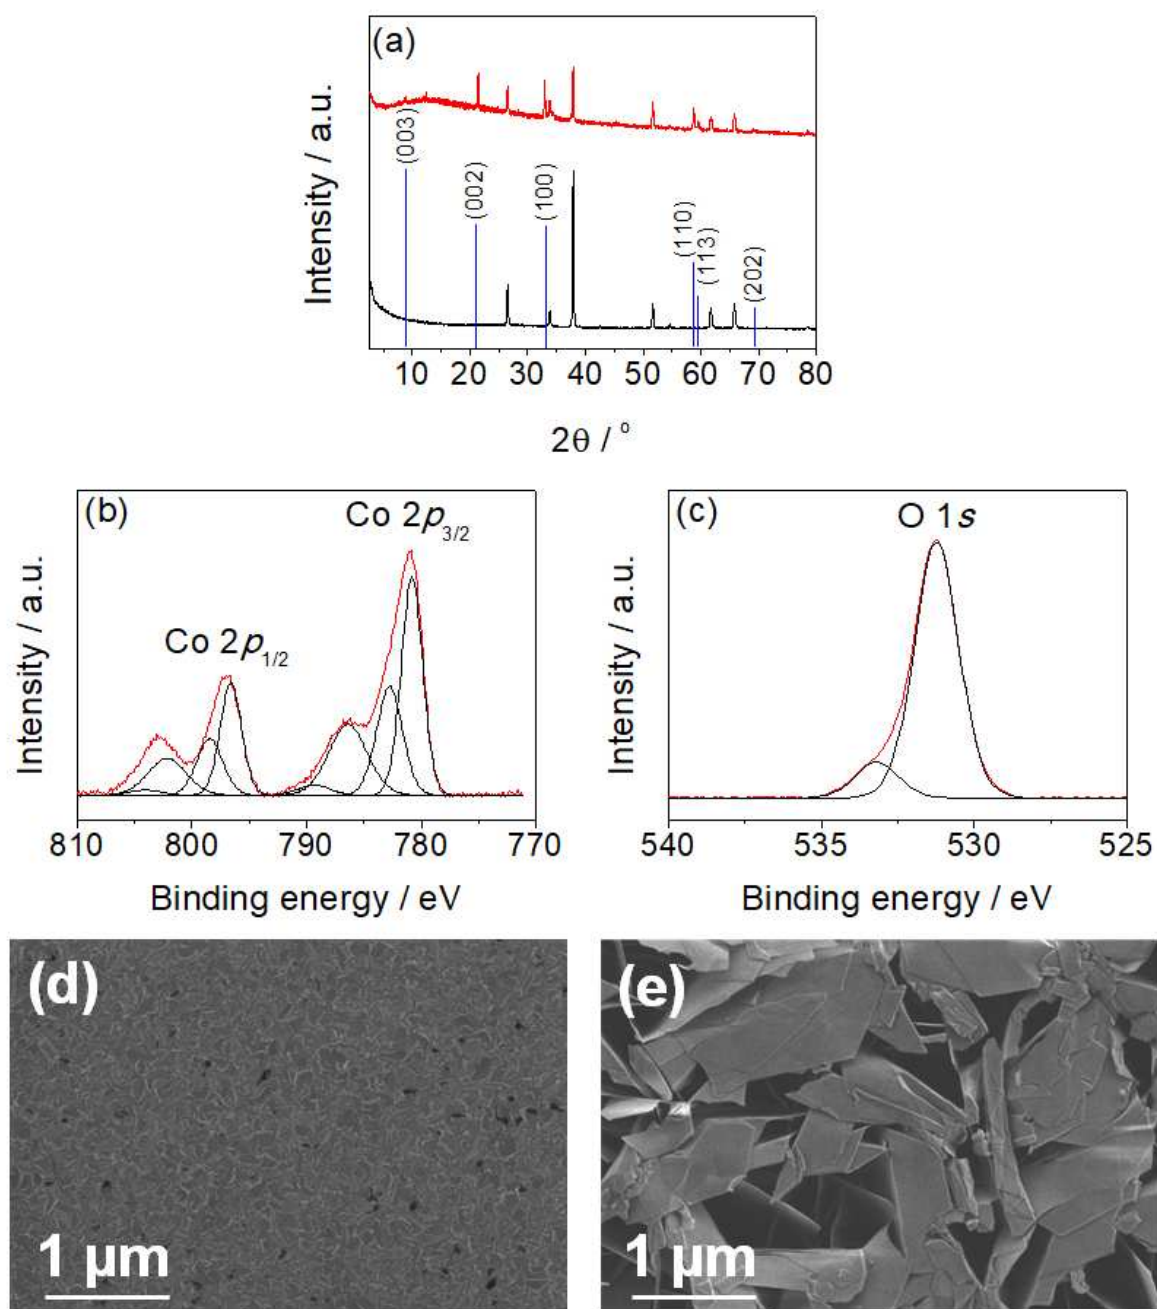 (a)
Intensity / a.u.
(003)
(002)
(100)
(110)
(113)
(202)
10 20 30 40 50 60 70 80
2θ / °
(b)
Co 2p3/2
Co 2p1/2
Intensity / a.u.
810 800 790 780 770
Binding energy / eV
(c)
O 1s
Intensity / a.u.
540 535 530 525
Binding energy / eV
(d)
1 µm
(e)
1 µm